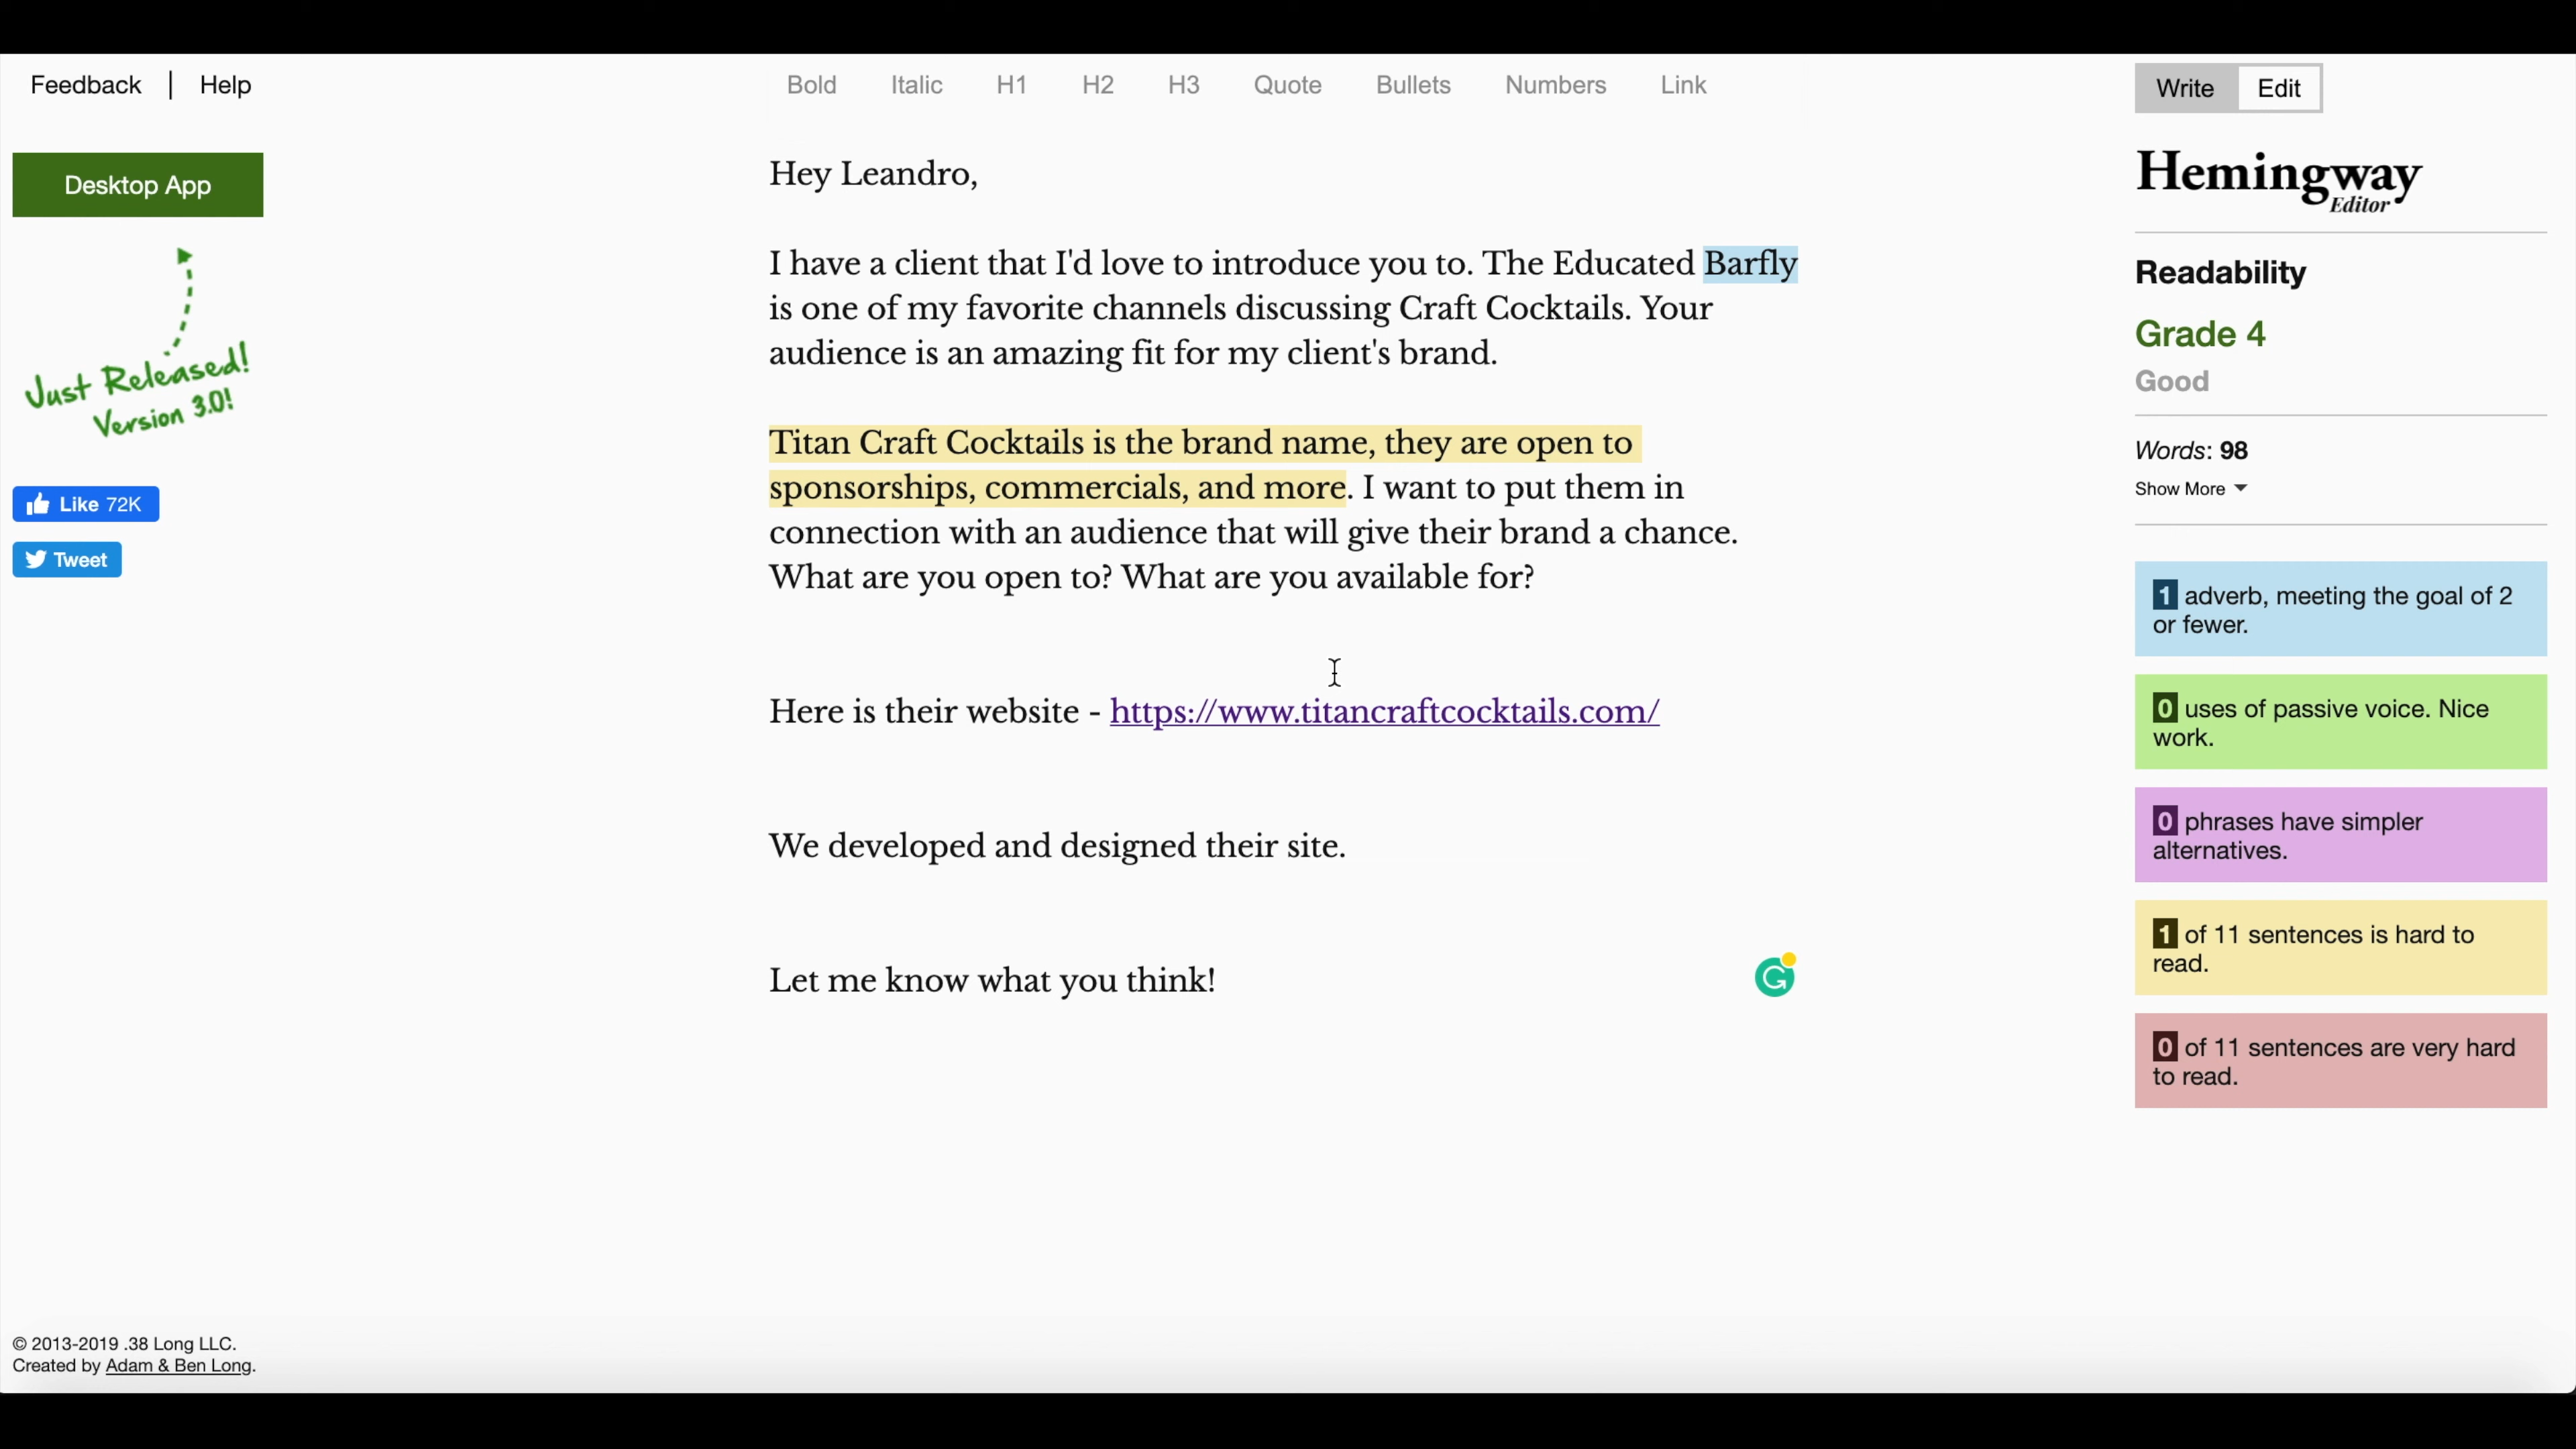 Feedback | Help
Bold Italic H1 H2 H3 Quote Bullets Numbers Link
Write Edit
Desktop App
Just Released!
Version 3.0!
Like 72K
Tweet
Hey Leandro,
I have a client that I'd love to introduce you to. The Educated Barfly
is one of my favorite channels discussing Craft Cocktails. Your
audience is an amazing fit for my client's brand.
Titan Craft Cocktails is the brand name, they are open to
sponsorships, commercials, and more. I want to put them in
connection with an audience that will give their brand a chance.
What are you open to? What are you available for?
Here is their website - https://www.titancraftcocktails.com/
We developed and designed their site.
Let me know what you think!
G
Hemingway
Editor
Readability
Grade 4
Good
Words: 98
Show More
1 adverb, meeting the goal of 2
or fewer.
0 uses of passive voice. Nice
work.
0 phrases have simpler
alternatives.
1 of 11 sentences is hard to
read.
0 of 11 sentences are very hard
to read.
© 2013-2019 .38 Long LLC.
Created by Adam & Ben Long.